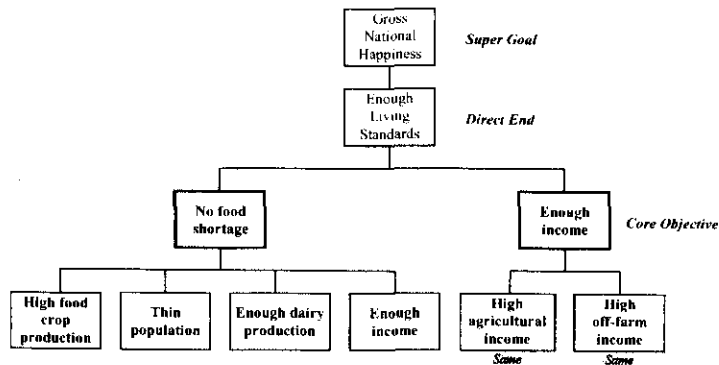 Gross
National
Happiness
Super Goal
Enough
Living
Standards
Direct End
No food
shortage
Enough
income
Core Objective
High food
crop
production
Thin
population
Enough dairy
production
Enough
income
High
agricultural
income
High
off-farm
income
Same
Same